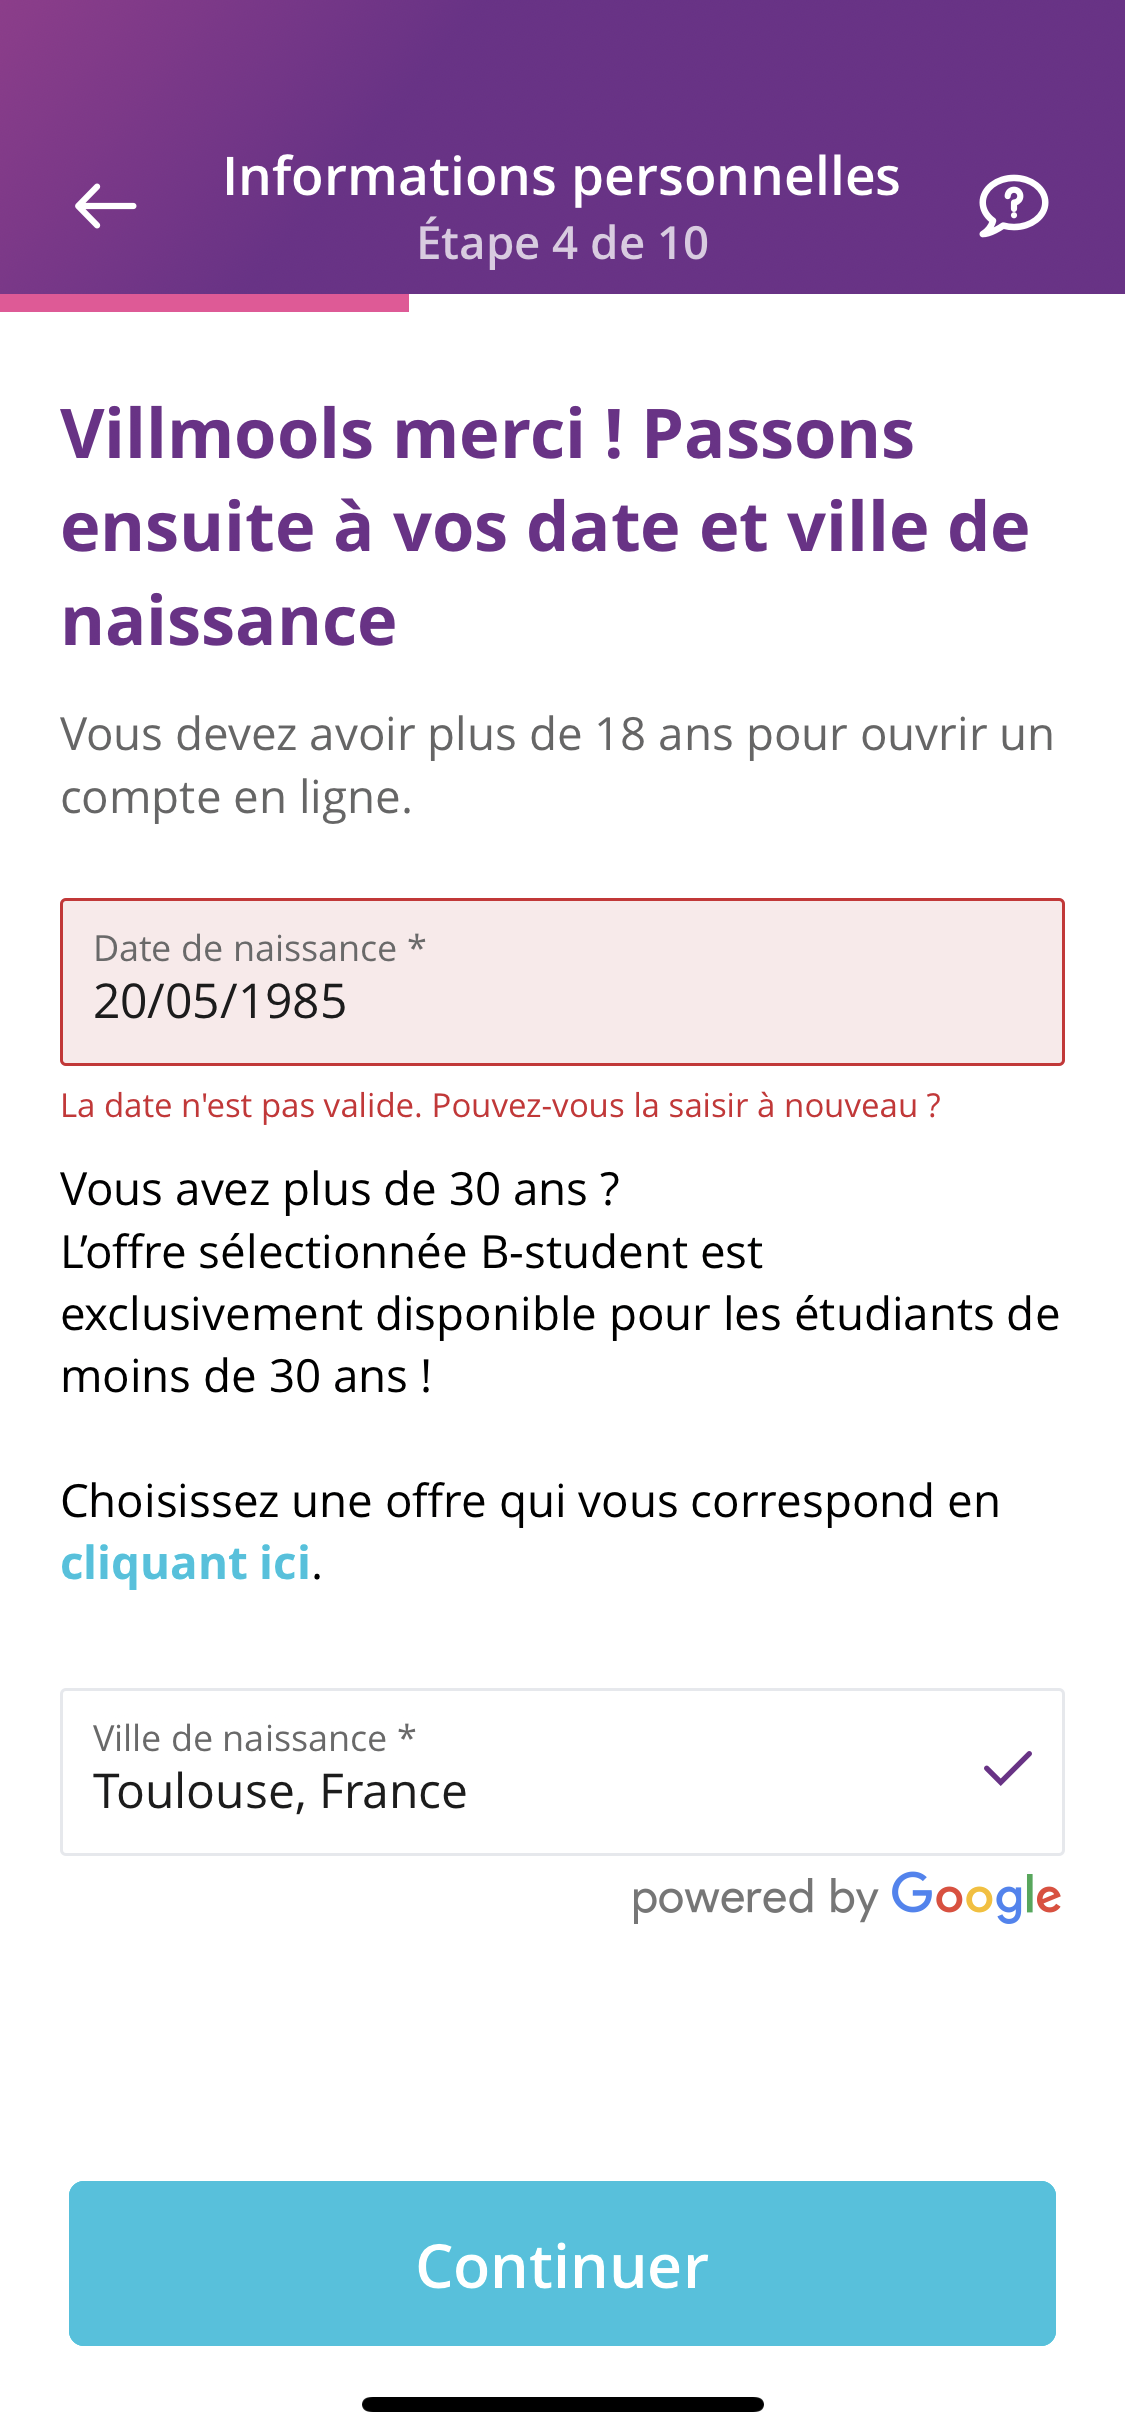 Informations personnelles
Étape 4 de 10
Villmools merci ! Passons
ensuite à vos date et ville de
naissance
Vous devez avoir plus de 18 ans pour ouvrir un
compte en ligne.
Date de naissance *
20/05/1985
La date n'est pas valide. Pouvez-vous la saisir à nouveau ?
Vous avez plus de 30 ans ?
L’offre sélectionnée B-student est
exclusivement disponible pour les étudiants de
moins de 30 ans !
Choisissez une offre qui vous correspond en
cliquant ici.
Ville de naissance *
Toulouse, France
powered by Google
Continuer